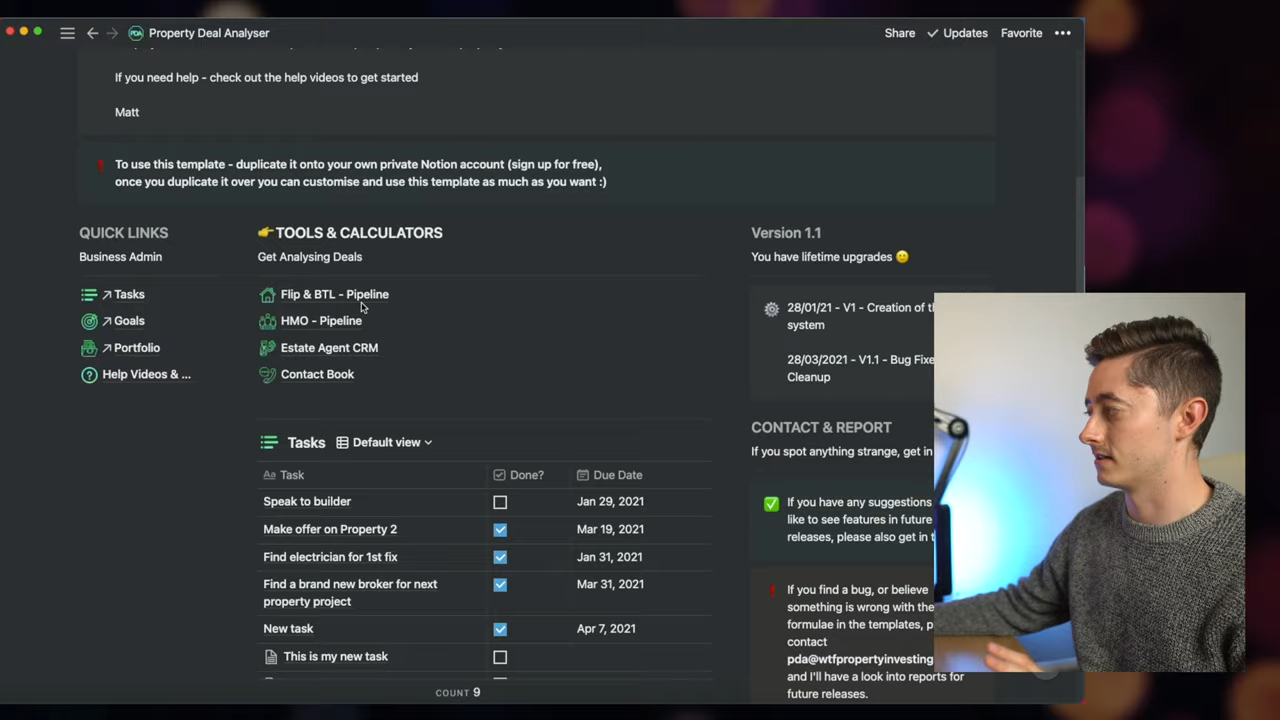 Property Deal Analyser
Share
Updates
Favorite
If you need help - check out the help videos to get started
Matt
To use this template - duplicate it onto your own private Notion account (sign up for free),
once you duplicate it over you can customise and use this template as much as you want :)
QUICK LINKS
Business Admin
Tasks
Goals
Portfolio
Help Videos & ...
👉TOOLS & CALCULATORS
Get Analysing Deals
Flip & BTL - Pipeline
HMO - Pipeline
Estate Agent CRM
Contact Book
Tasks
Default view
Aa Task
Done?
Due Date
Speak to builder
Jan 29, 2021
Make offer on Property 2
Mar 19, 2021
Find electrician for 1st fix
Jan 31, 2021
Find a brand new broker for next
property project
Mar 31, 2021
New task
Apr 7, 2021
This is my new task
COUNT 9
Version 1.1
You have lifetime upgrades 🙂
28/01/21 - V1 - Creation of
system
28/03/2021 - V1.1 - Bug
Cleanup
CONTACT & REPORT
If you spot anything strange, get in
If you have any suggestions
like to see features in future
releases, please also get in
If you find a bug, or believe
something is wrong with the
formulae in the templates,
contact
pda@wtfpropertyinvesting
and I'll have a look into reports for
future releases.